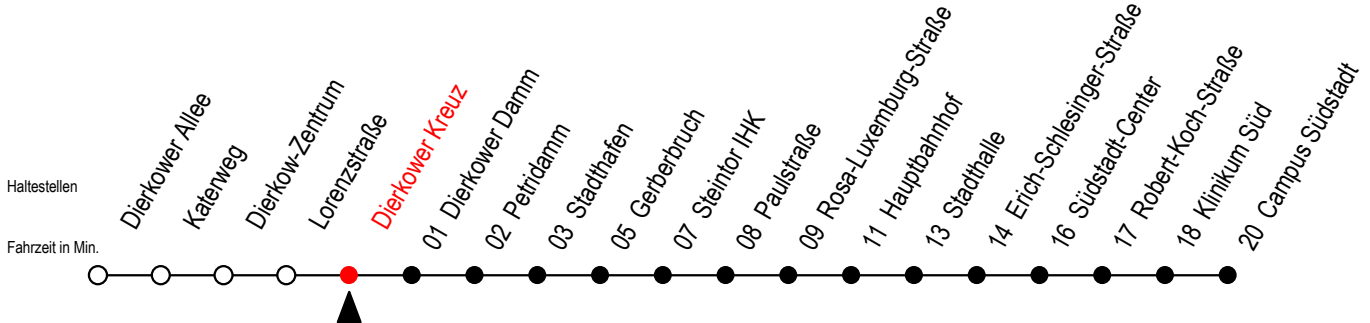 Haltestellen
Fahrzeit in Min.
Dierkower Allee
Katerweg
Dierkow-Zentrum
Lorenzstraße
Dierkower Kreuz
01 Dierkower Damm
02 Petridamm
03 Stadthafen
05 Gerberbruch
07 Steintor IHK
08 Paulstraße
09 Rosa-Luxemburg-Straße
11 Hauptbahnhof
13 Stadthalle
14 Erich-Schlesinger-Straße
16 Südstadt-Center
17 Robert-Koch-Straße
18 Klinikum Süd
20 Campus Südstadt